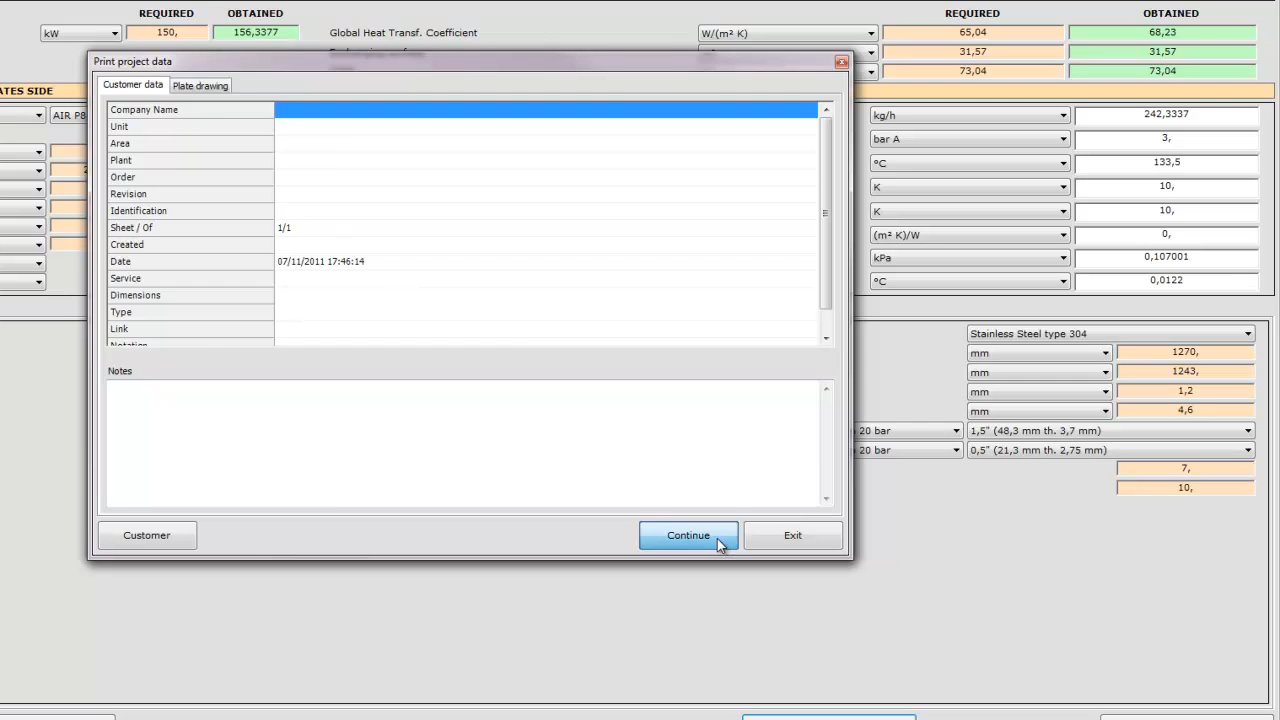 REQUIRED OBTAINED REQUIRED OBTAINED
kW 150, 156,3377 Global Heat Transf. Coefficient W/(m² K) 65,04 68,23
31,57 31,57
73,04 73,04
Print project data
Customer data Plate drawing
ATES SIDE
Company Name
Unit
Area
Plant
Order
Revision
Identification
Sheet / Of 1/1
Created
Date 07/11/2011 17:46:14
Service
Dimensions
Type
Link
Notation
Notes
Customer Continue Exit
AIR P8
2
kg/h 242,3337
bar A 3,
°C 133,5
K 10,
K 10,
(m² K)/W 0,
kPa 0,107001
°C 0,0122
Stainless Steel type 304
mm 1270,
mm 1243,
mm 1,2
mm 4,6
20 bar 1,5" (48,3 mm th. 3,7 mm)
20 bar 0,5" (21,3 mm th. 2,75 mm)
7,
10,